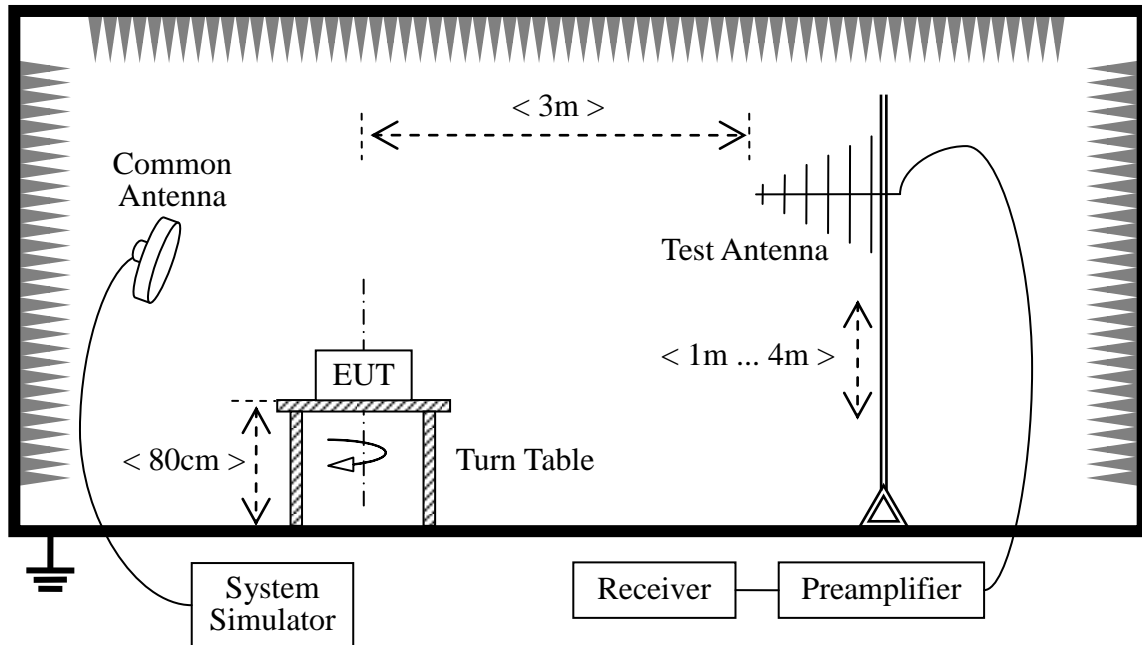 < 3m >
Common
Antenna
Test Antenna
< 1m ... 4m >
EUT
< 80cm >
Turn Table
System
Simulator
Receiver
Preamplifier